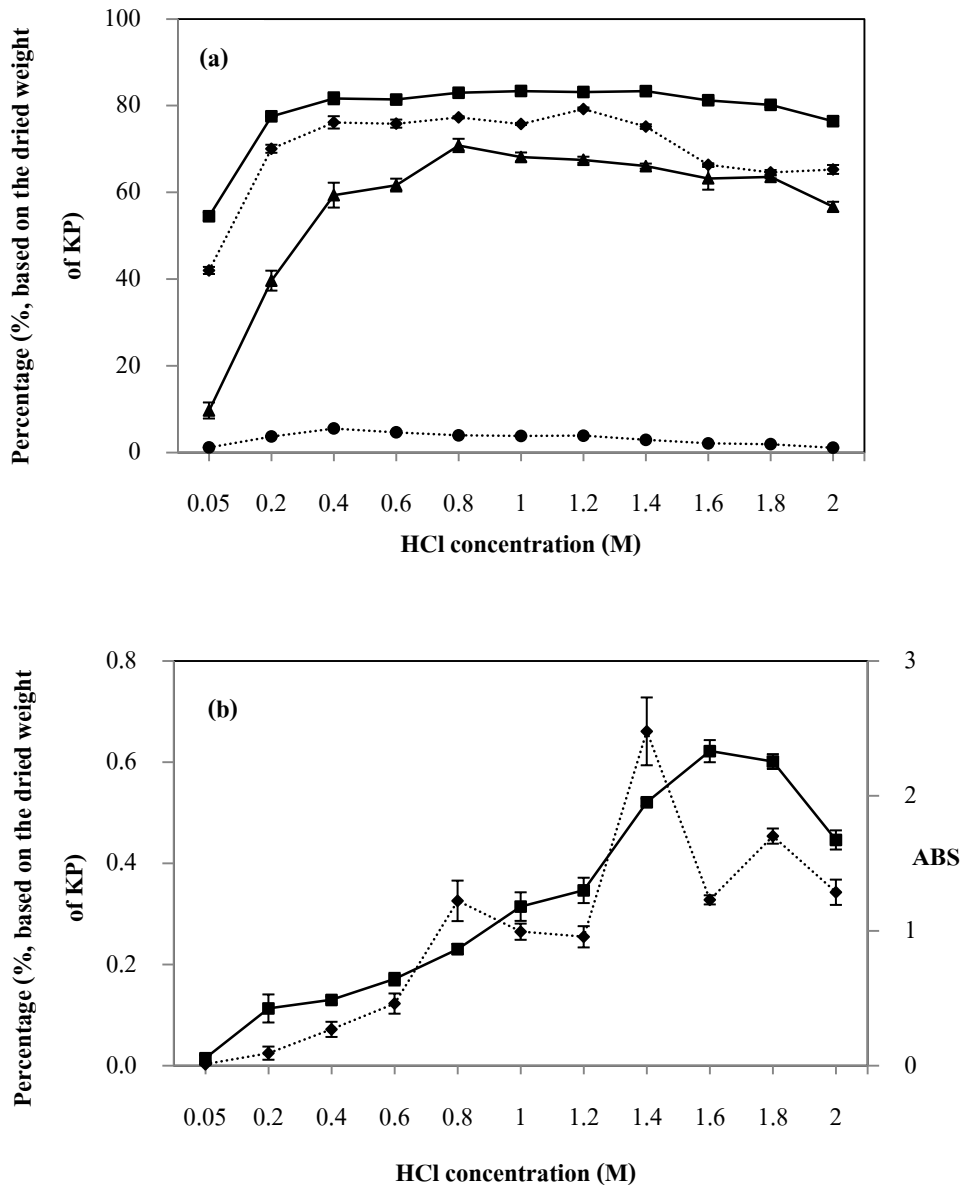 (a)
100
80
60
40
20
0
Percentage (%, based on the dried weight
of KP)
0.05 0.2 0.4 0.6 0.8 1 1.2 1.4 1.6 1.8 2
HCl concentration (M)
(b)
0.8
0.6
0.4
0.2
0.0
Percentage (%, based on the dried weight
of KP)
3
2
1
0
ABS
0.05 0.2 0.4 0.6 0.8 1 1.2 1.4 1.6 1.8 2
HCl concentration (M)